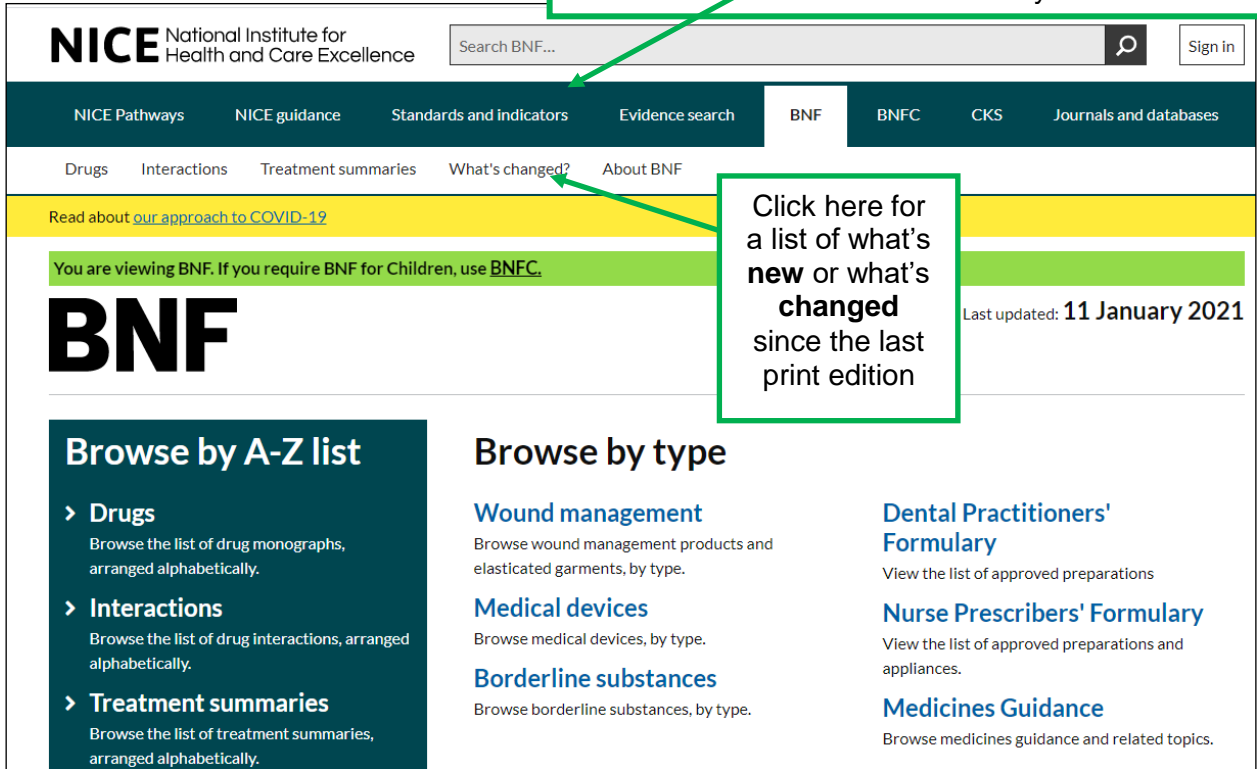 NICE National Institute for
Health and Care Excellence
Search BNF...
Sign in
NICE Pathways NICE guidance Standards and indicators Evidence search BNF BNFC CKS Journals and databases
Drugs Interactions Treatment summaries What's changed? About BNF
Read about our approach to COVID-19
Click here for
a list of what's
new or what's
changed
since the last
print edition
You are viewing BNF. If you require BNF for Children, use BNFC.
BNF
Last updated: 11 January 2021
Browse by A-Z list
> Drugs
Browse the list of drug monographs,
arranged alphabetically.
> Interactions
Browse the list of drug interactions, arranged
alphabetically.
> Treatment summaries
Browse the list of treatment summaries,
arranged alphabetically.
Browse by type
Wound management
Browse wound management products and
elasticated garments, by type.
Medical devices
Browse medical devices, by type.
Borderline substances
Browse borderline substances, by type.
Dental Practitioners'
Formulary
View the list of approved preparations
Nurse Prescribers' Formulary
View the list of approved preparations and
appliances.
Medicines Guidance
Browse medicines guidance and related topics.